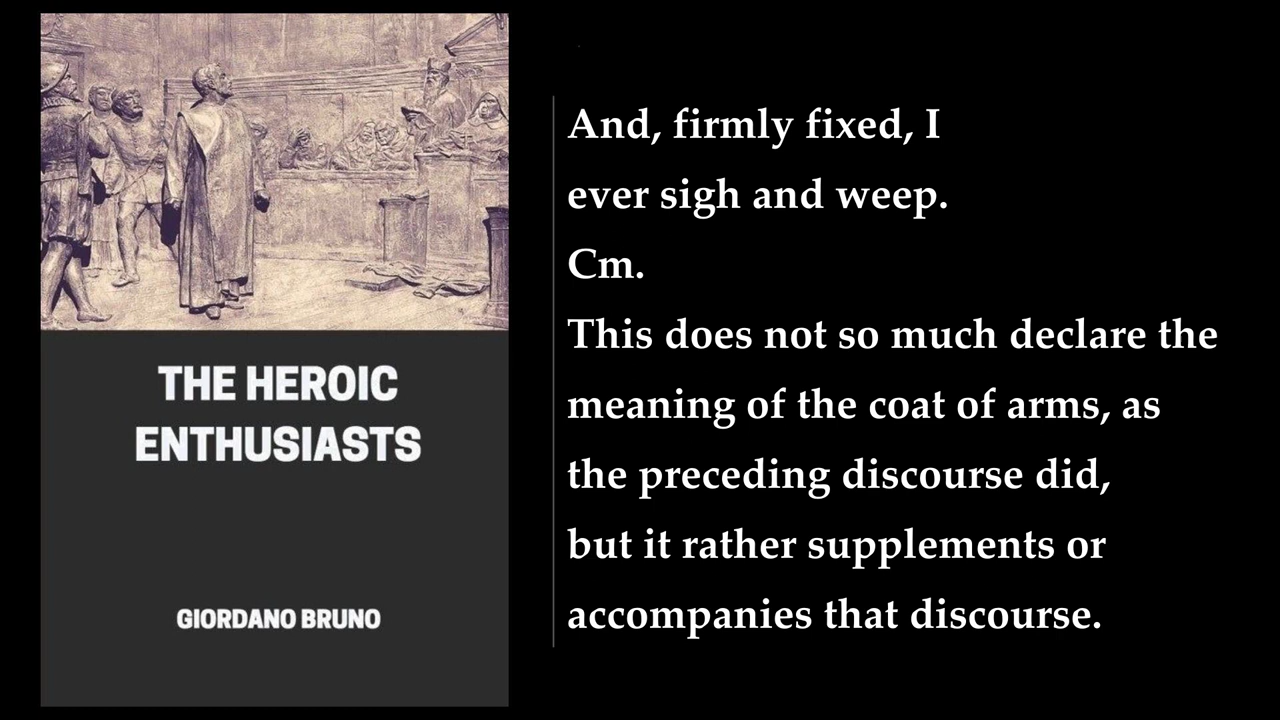 THE HEROIC
ENTHUSIASTS
GIORDANO BRUNO
And, firmly fixed, I
ever sigh and weep.
Cm.
This does not so much declare the
meaning of the coat of arms, as
the preceding discourse did,
but it rather supplements or
accompanies that discourse.